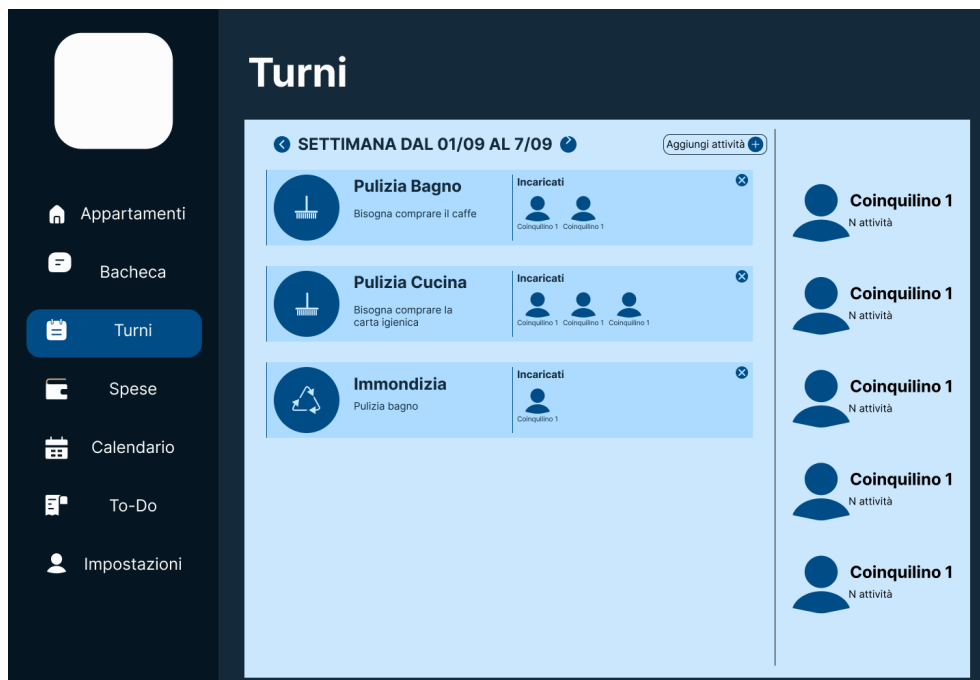 Turni
Appartamenti
Bacheca
Turni
Spese
Calendario
To-Do
Impostazioni
SETTIMANA DAL 01/09 AL 7/09
Aggiungi attività
Pulizia Bagno
Bisogna comprare il caffe
Incaricati
Coinquilino 1 Coinquilino 1
Pulizia Cucina
Bisogna comprare la
carta igienica
Incaricati
Coinquilino 1 Coinquilino 1 Coinquilino 1
Immondizia
Pulizia bagno
Incaricati
Coinquilino 1
Coinquilino 1
N attività
Coinquilino 1
N attività
Coinquilino 1
N attività
Coinquilino 1
N attività
Coinquilino 1
N attività